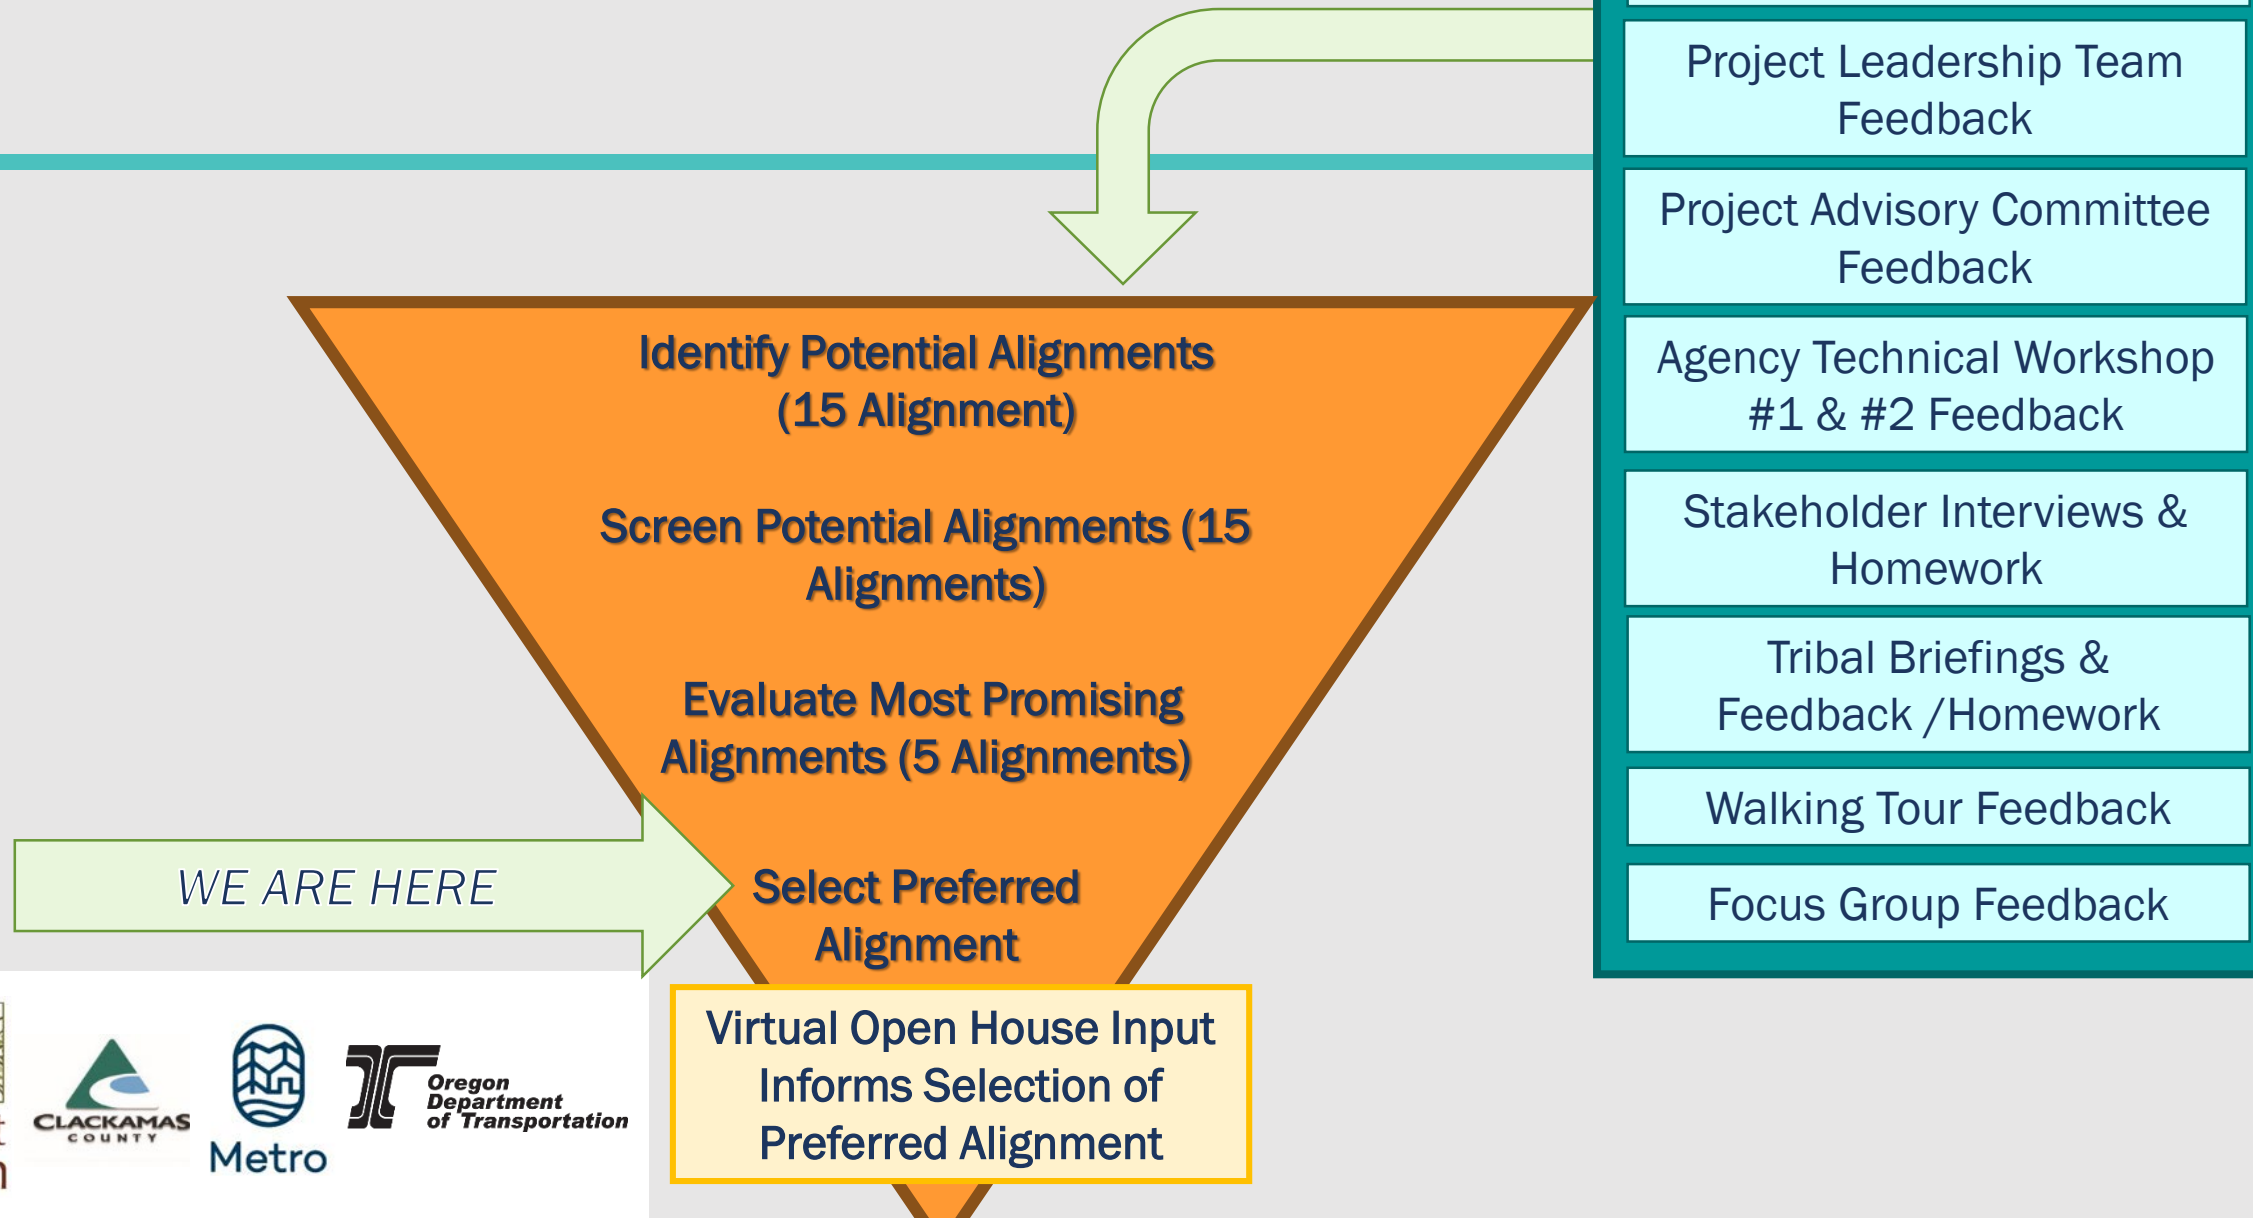 Project Leadership Team
Feedback
Project Advisory Committee
Feedback
Agency Technical Workshop
#1 & #2 Feedback
Stakeholder Interviews &
Homework
Tribal Briefings &
Feedback /Homework
Walking Tour Feedback
Focus Group Feedback
Identify Potential Alignments
(15 Alignment)
Screen Potential Alignments (15
Alignments)
Evaluate Most Promising
Alignments (5 Alignments)
WE ARE HERE
Select Preferred
Alignment
Virtual Open House Input
Informs Selection of
Preferred Alignment
CLACKAMAS
COUNTY
Metro
Oregon
Department
of Transportation